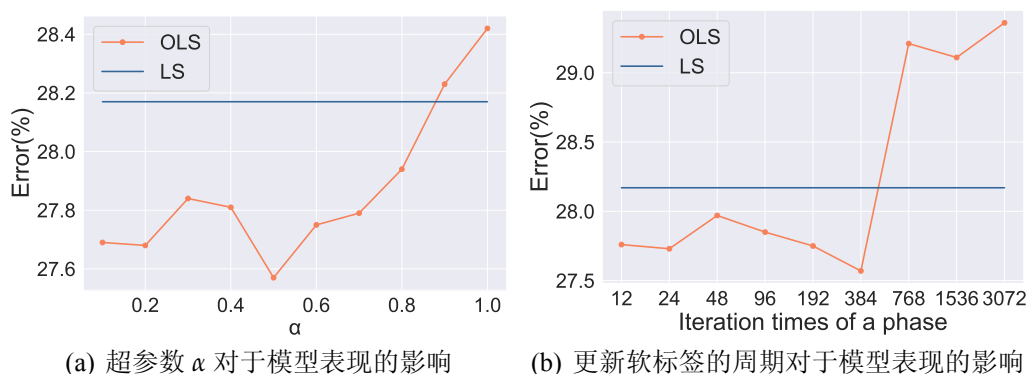 28.4
28.2
28.0
27.8
27.6
Error(%)
OLS
LS
0.2 0.4 0.6 0.8 1.0
α
(a) 超参数 α 对于模型表现的影响
29.0
28.5
28.0
27.5
Error(%)
OLS
LS
12 24 48 96 192 384 768 1536 3072
Iteration times of a phase
(b) 更新软标签的周期对于模型表现的影响